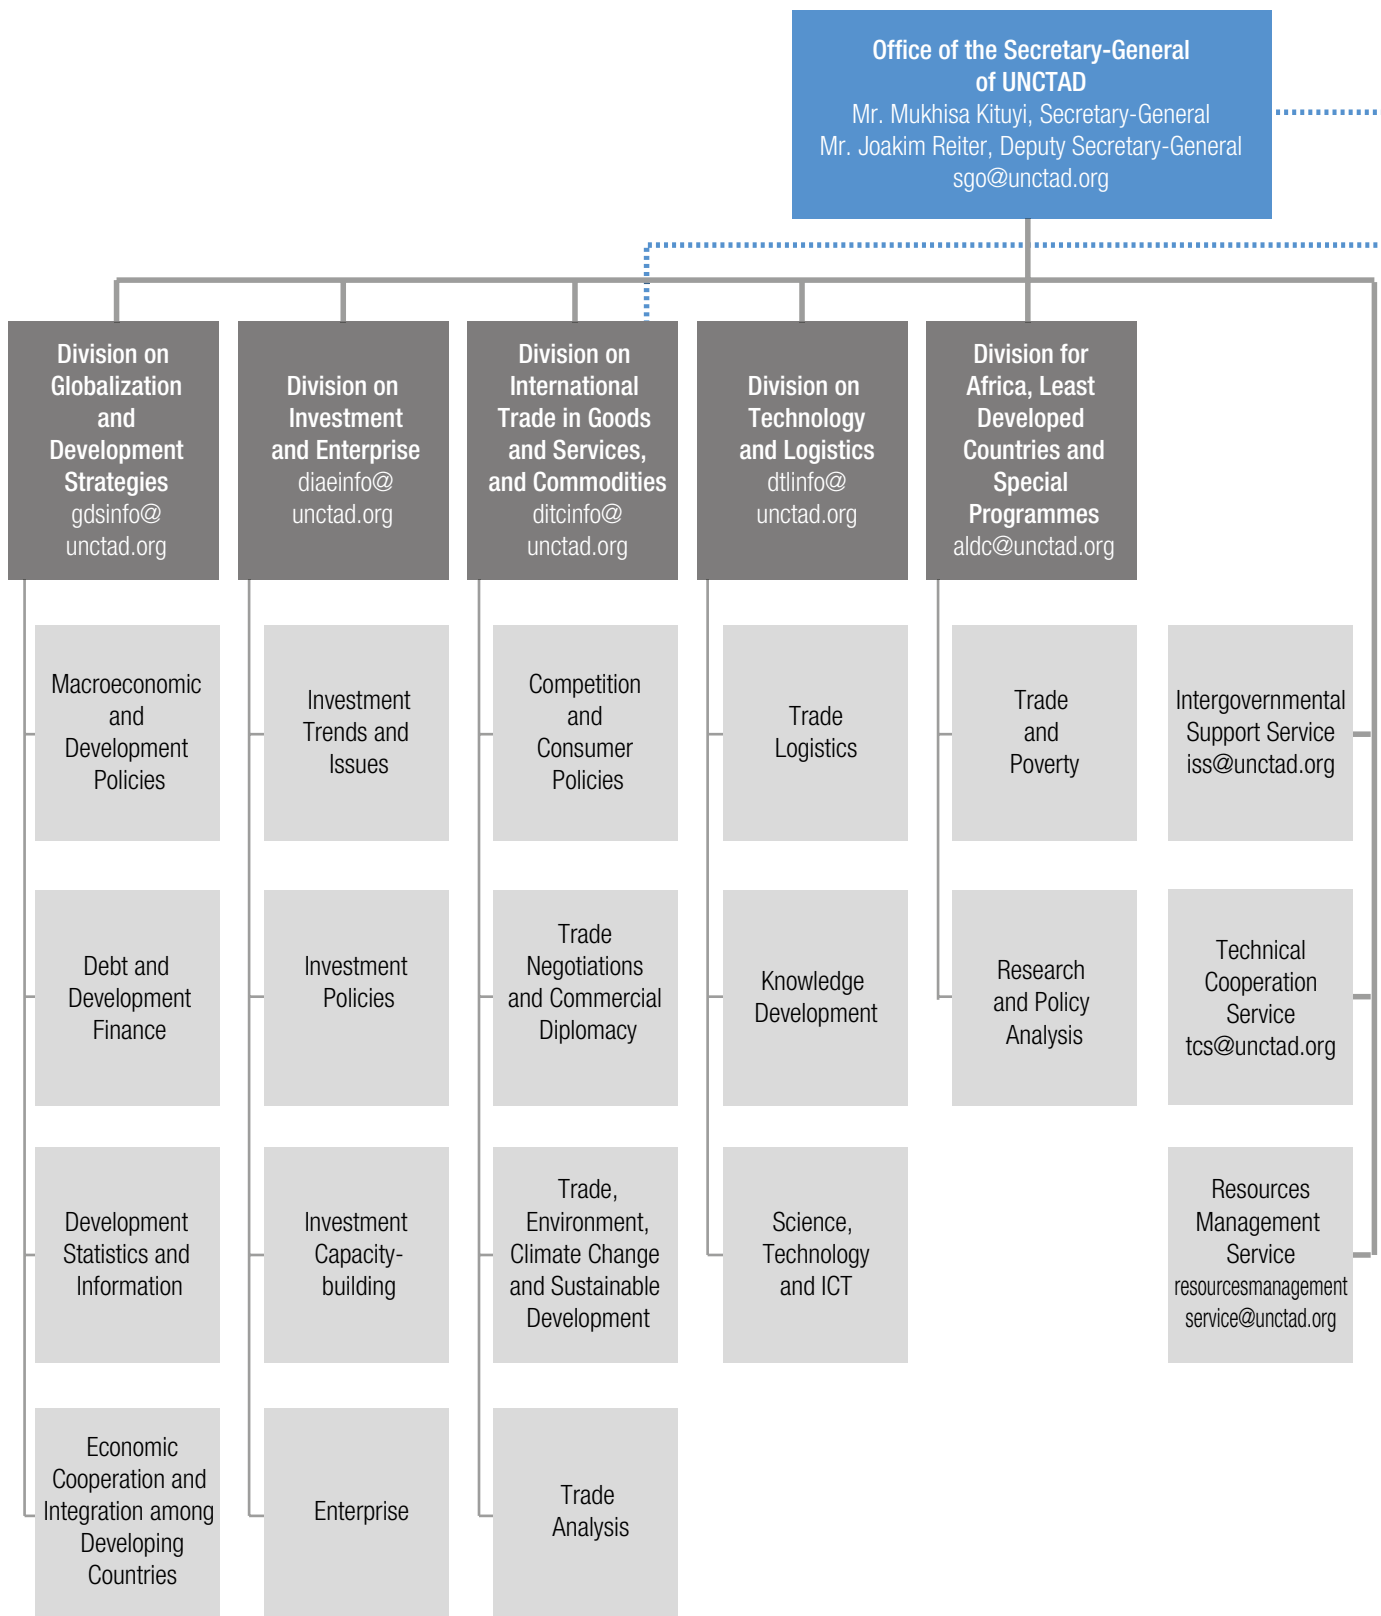 Office of the Secretary-General
of UNCTAD
Mr. Mukhisa Kituyi, Secretary-General
Mr. Joakim Reiter, Deputy Secretary-General
sgo@unctad.org
Division on
Globalization
and
Development
Strategies
gdsinfo@
unctad.org
Division on
Investment
and Enterprise
diaeinfo@
unctad.org
Division on
International
Trade in Goods
and Services,
and Commodities
ditcinfo@
unctad.org
Division on
Technology
and Logistics
dtlinfo@
unctad.org
Division for
Africa, Least
Developed
Countries and
Special
Programmes
aldc@unctad.org
Macroeconomic
and
Development
Policies
Investment
Trends and
Issues
Competition
and
Consumer
Policies
Trade
Logistics
Trade
and
Poverty
Intergovernmental
Support Service
iss@unctad.org
Debt and
Development
Finance
Investment
Policies
Trade
Negotiations
and Commercial
Diplomacy
Knowledge
Development
Research
and Policy
Analysis
Technical
Cooperation
Service
tcs@unctad.org
Development
Statistics and
Information
Investment
Capacity-
building
Trade,
Environment,
Climate Change
and Sustainable
Development
Science,
Technology
and ICT
Resources
Management
Service
resourcesmanagement
service@unctad.org
Economic
Cooperation and
Integration among
Developing
Countries
Enterprise
Trade
Analysis